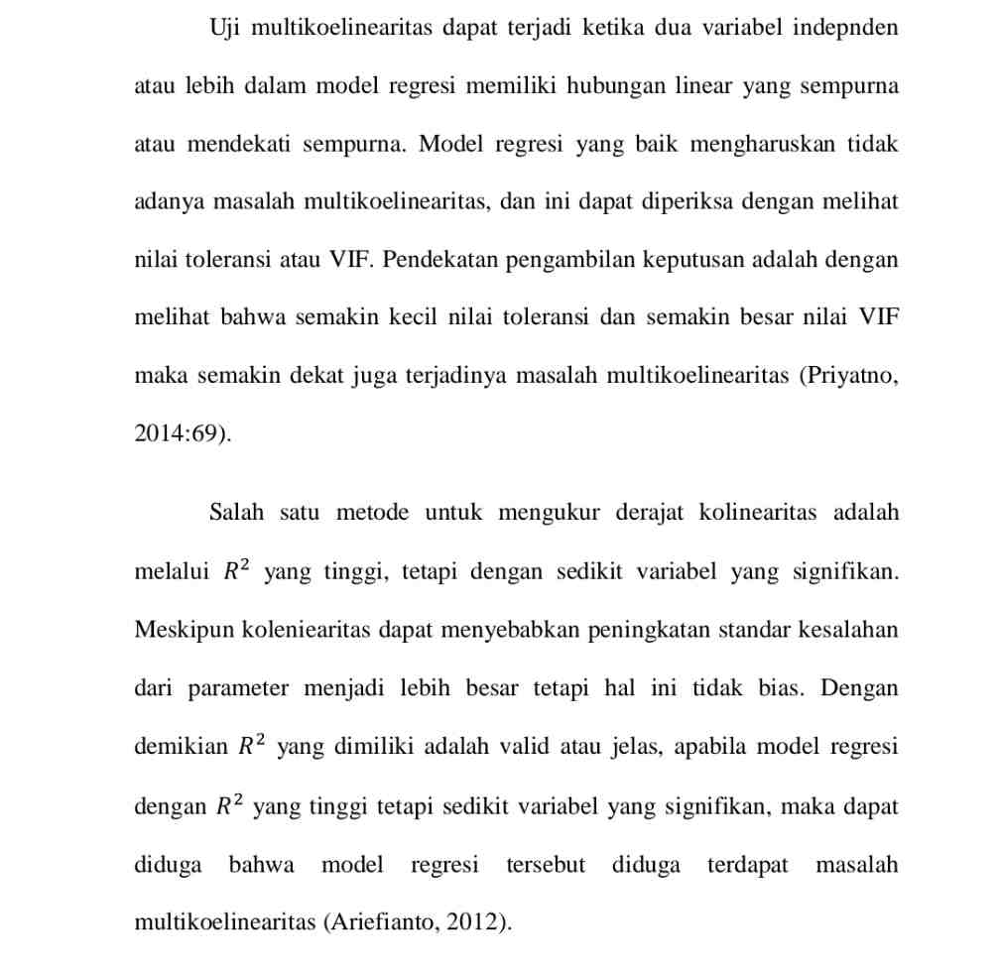 Uji multikoelinearitas dapat terjadi ketika dua variabel indepnden
atau lebih dalam model regresi memiliki hubungan linear yang sempurna
atau mendekati sempurna. Model regresi yang baik mengharuskan tidak
adanya masalah multikoelinearitas, dan ini dapat diperiksa dengan melihat
nilai toleransi atau VIF. Pendekatan pengambilan keputusan adalah dengan
melihat bahwa semakin kecil nilai toleransi dan semakin besar nilai VIF
maka semakin dekat juga terjadinya masalah multikoelinearitas (Priyatno,
2014:69).
Salah satu metode untuk mengukur derajat kolinearitas adalah
melalui R² yang tinggi, tetapi dengan sedikit variabel yang signifikan.
Meskipun koleniearitas dapat menyebabkan peningkatan standar kesalahan
dari parameter menjadi lebih besar tetapi hal ini tidak bias. Dengan
demikian R² yang dimiliki adalah valid atau jelas, apabila model regresi
dengan R² yang tinggi tetapi sedikit variabel yang signifikan, maka dapat
diduga bahwa model regresi tersebut diduga terdapat masalah
multikoelinearitas (Ariefianto, 2012).